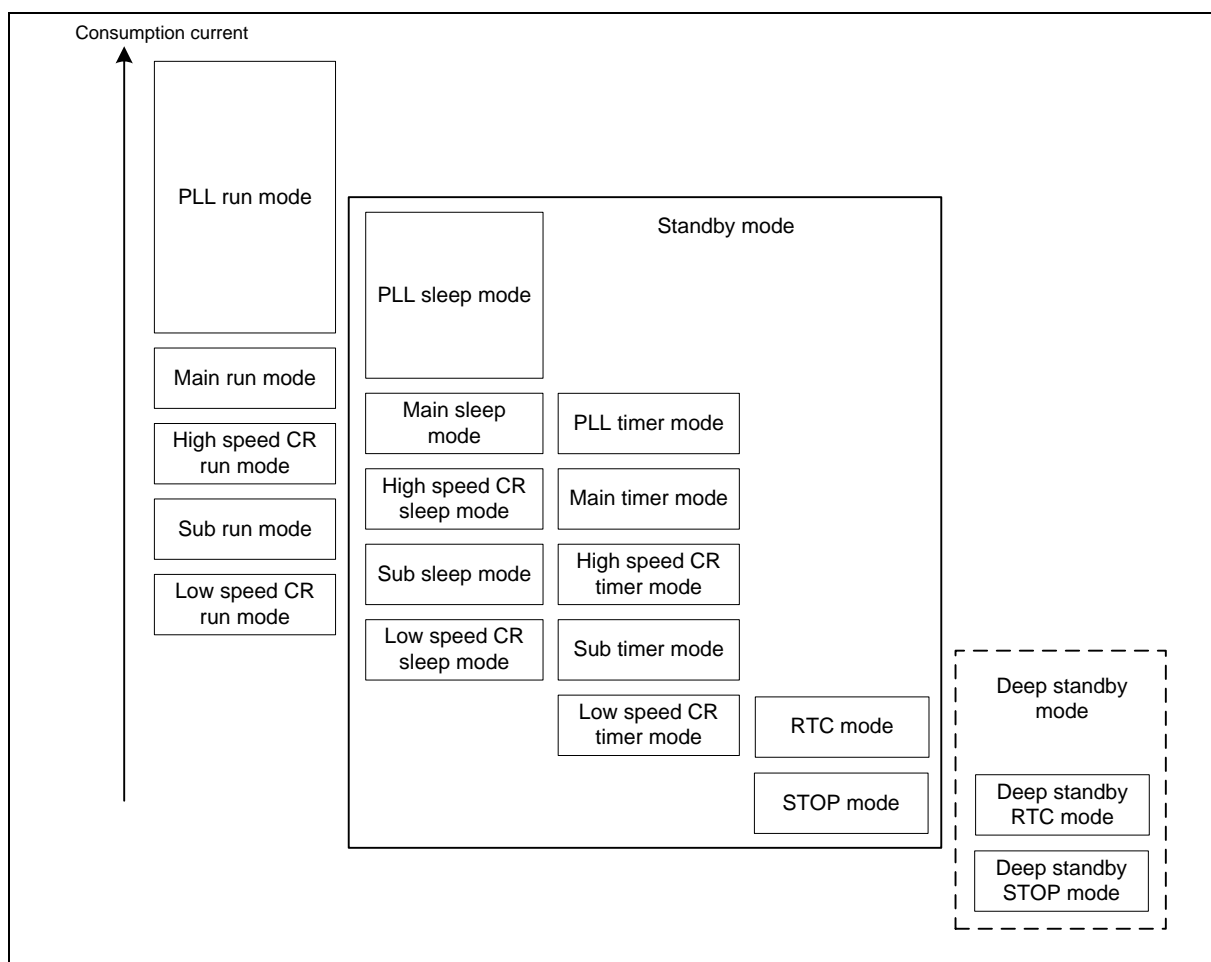 Consumption current
PLL run mode
Main run mode
High speed CR
run mode
Sub run mode
Low speed CR
run mode
Standby mode
PLL sleep mode
Main sleep
mode
High speed CR
sleep mode
Sub sleep mode
Low speed CR
sleep mode
PLL timer mode
Main timer mode
High speed CR
timer mode
Sub timer mode
Low speed CR
timer mode
RTC mode
STOP mode
Deep standby
mode
Deep standby
RTC mode
Deep standby
STOP mode